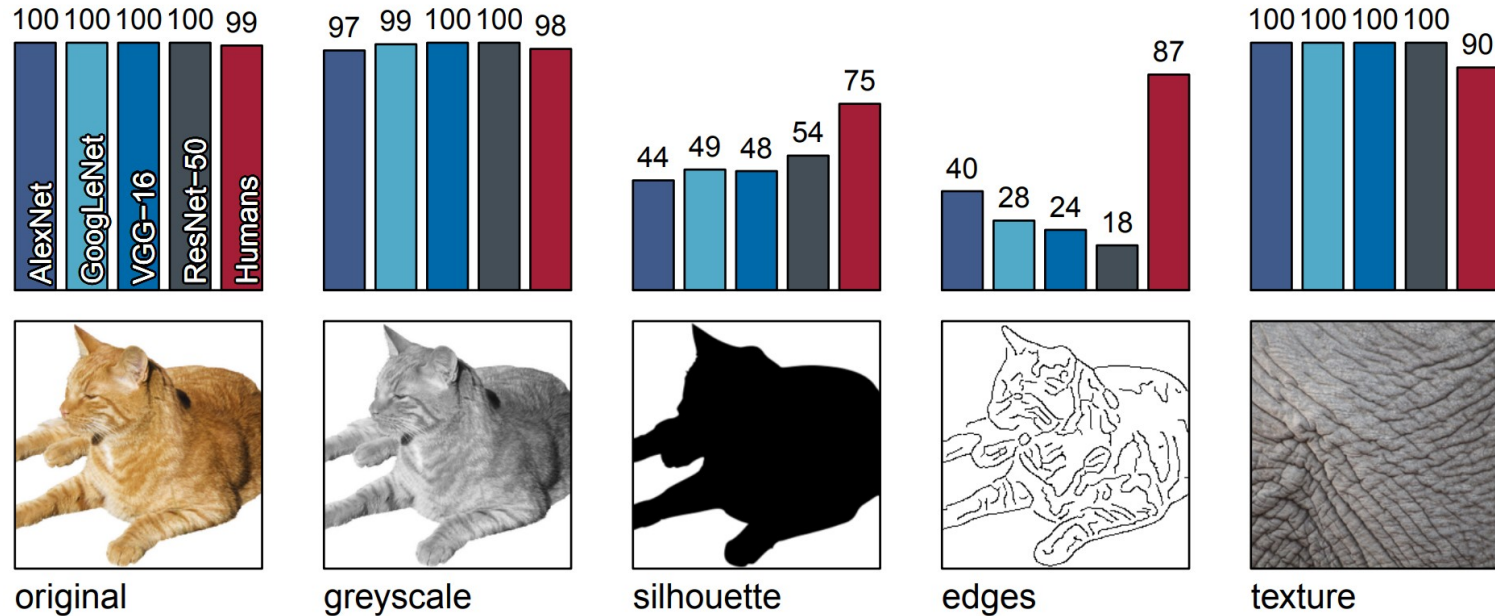 100 100 100 100 99
AlexNet
GoogLeNet
VGG-16
ResNet-50
Humans
original
97 99 100 100 98
greyscale
44 49 48 54 75
silhouette
40 28 24 18 87
edges
100 100 100 100 90
texture